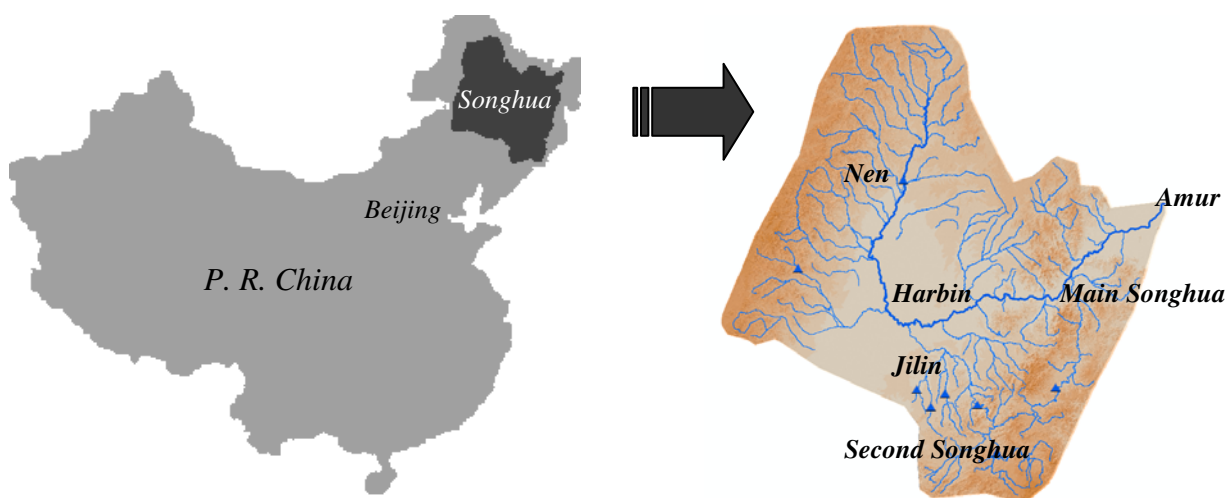 Songhua
Beijing
P. R. China
Nen
Amur
Harbin
Main Songhua
Jilin
Second Songhua